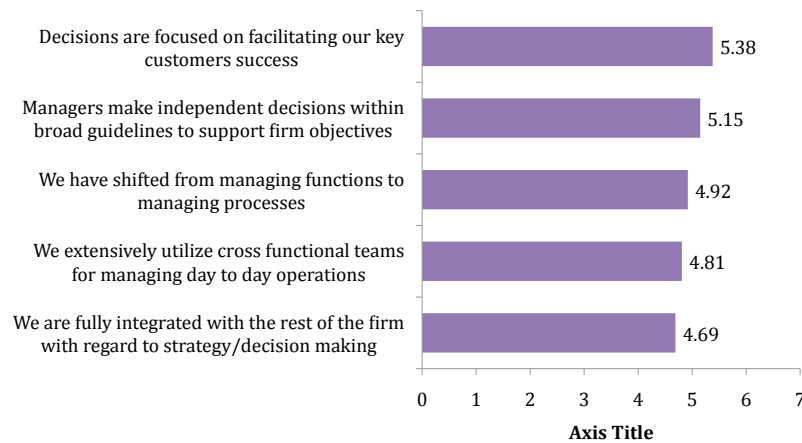 Decisions are focused on facilitating our key
customers success
5.38
Managers make independent decisions within
broad guidelines to support firm objectives
5.15
We have shifted from managing functions to
managing processes
4.92
We extensively utilize cross functional teams
for managing day to day operations
4.81
We are fully integrated with the rest of the firm
with regard to strategy/decision making
4.69
0 1 2 3 4 5 6 7
Axis Title